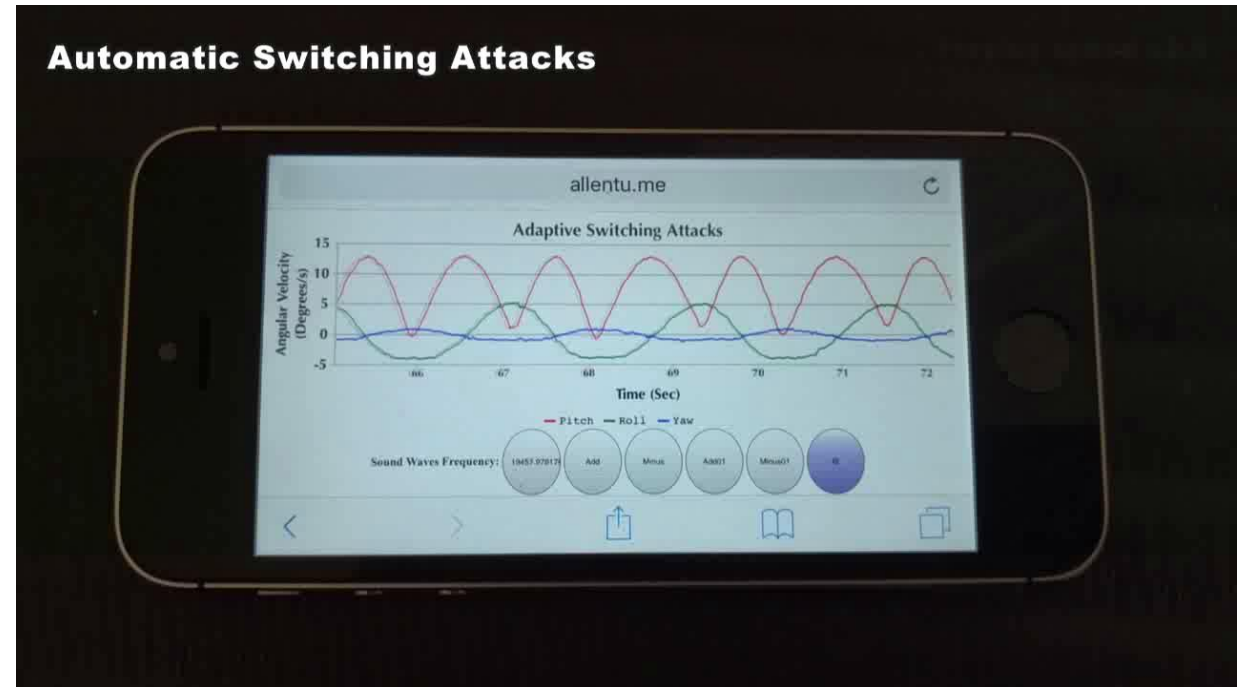 Automatic Switching Attacks
allentu.me
Adaptive Switching Attacks
Angular Velocity
(Degrees/s)
15
10
5
0
-5
66 67 68 69 70 71 72
Time (Sec)
Pitch Roll Yaw
Sound Waves Frequency: Add Minus Add01 Minus01